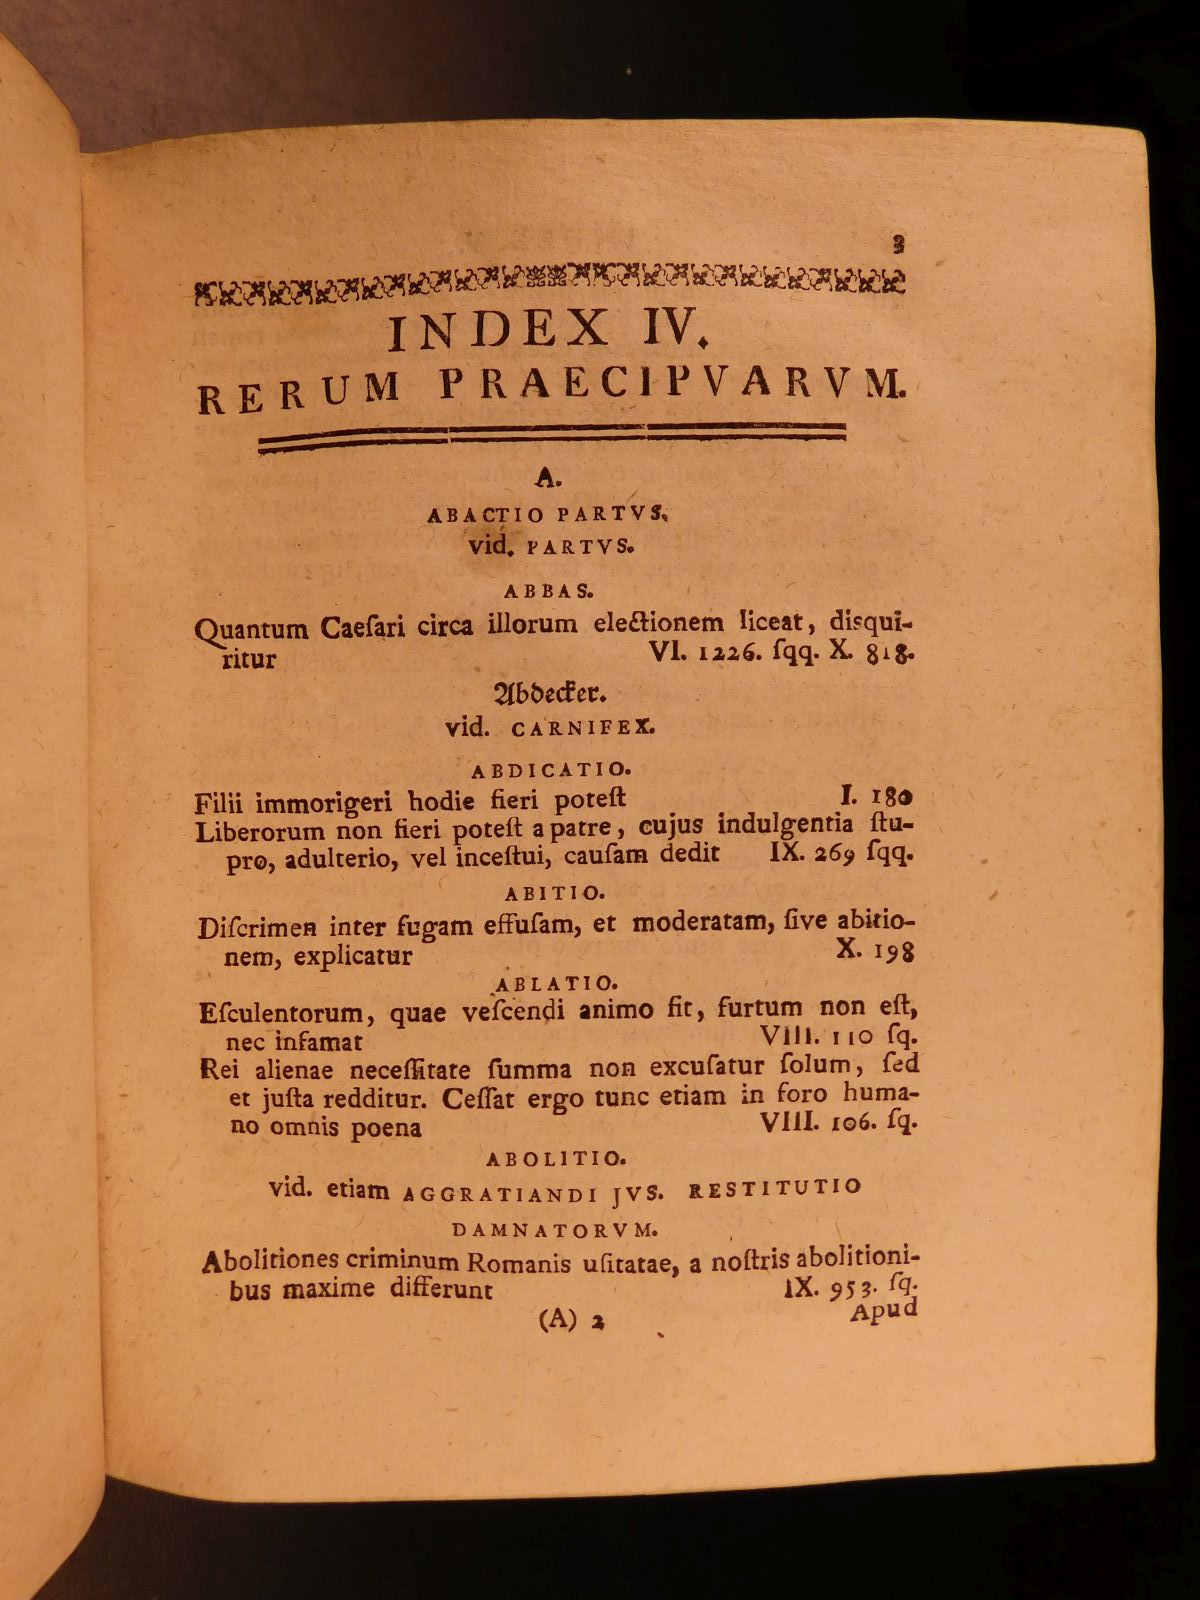 3
INDEX IV.
RERUM PRAECIPVARVM.
A.
ABACTIO PARTVS.
vid. PARTVS.
ABBAS.
Quantum Caeſari circa illorum electionem liceat, disqui-
ritur VI. 1226. ſqq. X. 818.
Abdecker.
vid. CARNIFEX.
ABDICATIO.
Filii immorigeri hodie fieri poteſt I. 180
Liberorum non fieri poteſt a patre, cujus indulgentia ſtu-
pro, adulterio, vel inceſtui, cauſam dedit IX. 269 ſqq.
ABITIO.
Diſcrimen inter fugam effuſam, et moderatam, ſive abitio-
nem, explicatur X. 198
ABLATIO.
Eſculentorum, quae veſcendi animo fit, furtum non eſt,
nec infamat VIII. 110 ſq.
Rei alienae neceſſitate ſumma non excuſatur ſolum, ſed
et juſta redditur. Ceſſat ergo tunc etiam in foro huma-
no omnis poena VIII. 106. ſq.
ABOLITIO.
vid. etiam AGGRATIANDI JVS. RESTITUTIO
DAMNATORVM.
Abolitiones criminum Romanis uſitatae, a noſtris abolitioni-
bus maxime differunt IX. 953. ſq.
(A) 2 Apud